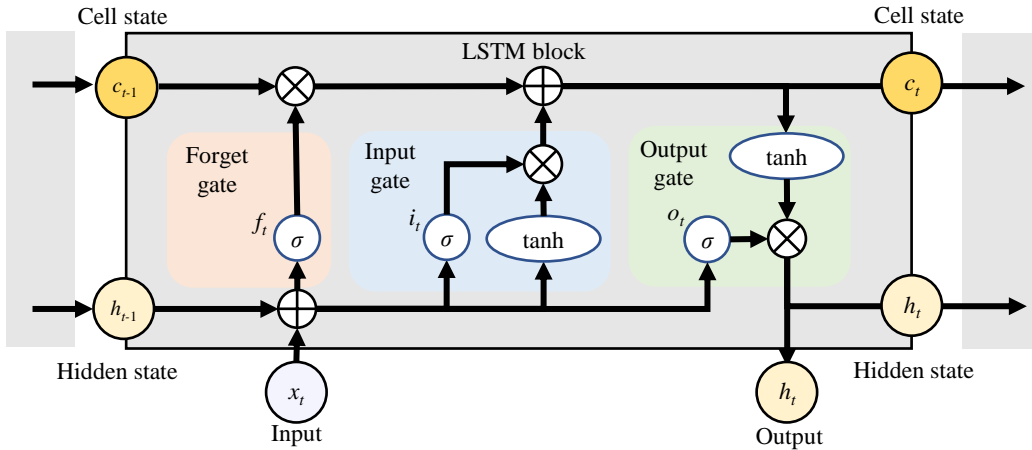 Cell state
Cell state
LSTM block
c_{t-1}
c_t
Forget
gate
Input
gate
Output
gate
tanh
f_t
σ
i_t
σ
tanh
o_t
σ
h_{t-1}
h_t
Hidden state
Hidden state
x_t
h_t
Input
Output